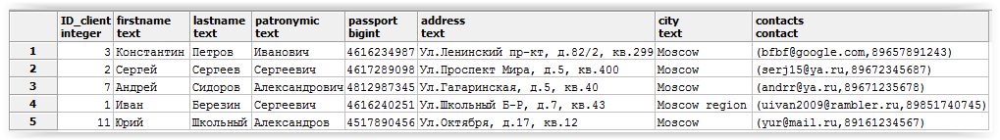 ID_client firstname lastname patronymic passport address city contacts
integer text text text bigint text text contact
1 3 Константин Петров Иванович 4616234987 Ул.Ленинский пр-кт, д.82/2, кв.299 Moscow (bfbf@google.com,89657891243)
2 2 Сергей Сергеев Сергеевич 4617289098 Ул.Проспект Мира, д.5, кв.400 Moscow (serj15@ya.ru,89672345687)
3 7 Андрей Сидоров Александрович 4812987345 Ул.Гагаринская, д.5, кв.40 Moscow (andrr@ya.ru,89671235678)
4 1 Иван Березин Сергеевич 4616240251 Ул.Школьный Б-Р, д.7, кв.43 Moscow region (uivan2009@rambler.ru,89851740745)
5 11 Юрий Школьный Александров 4517890456 Ул.Октября, д.17, кв.12 Moscow (yur@mail.ru,89161234567)